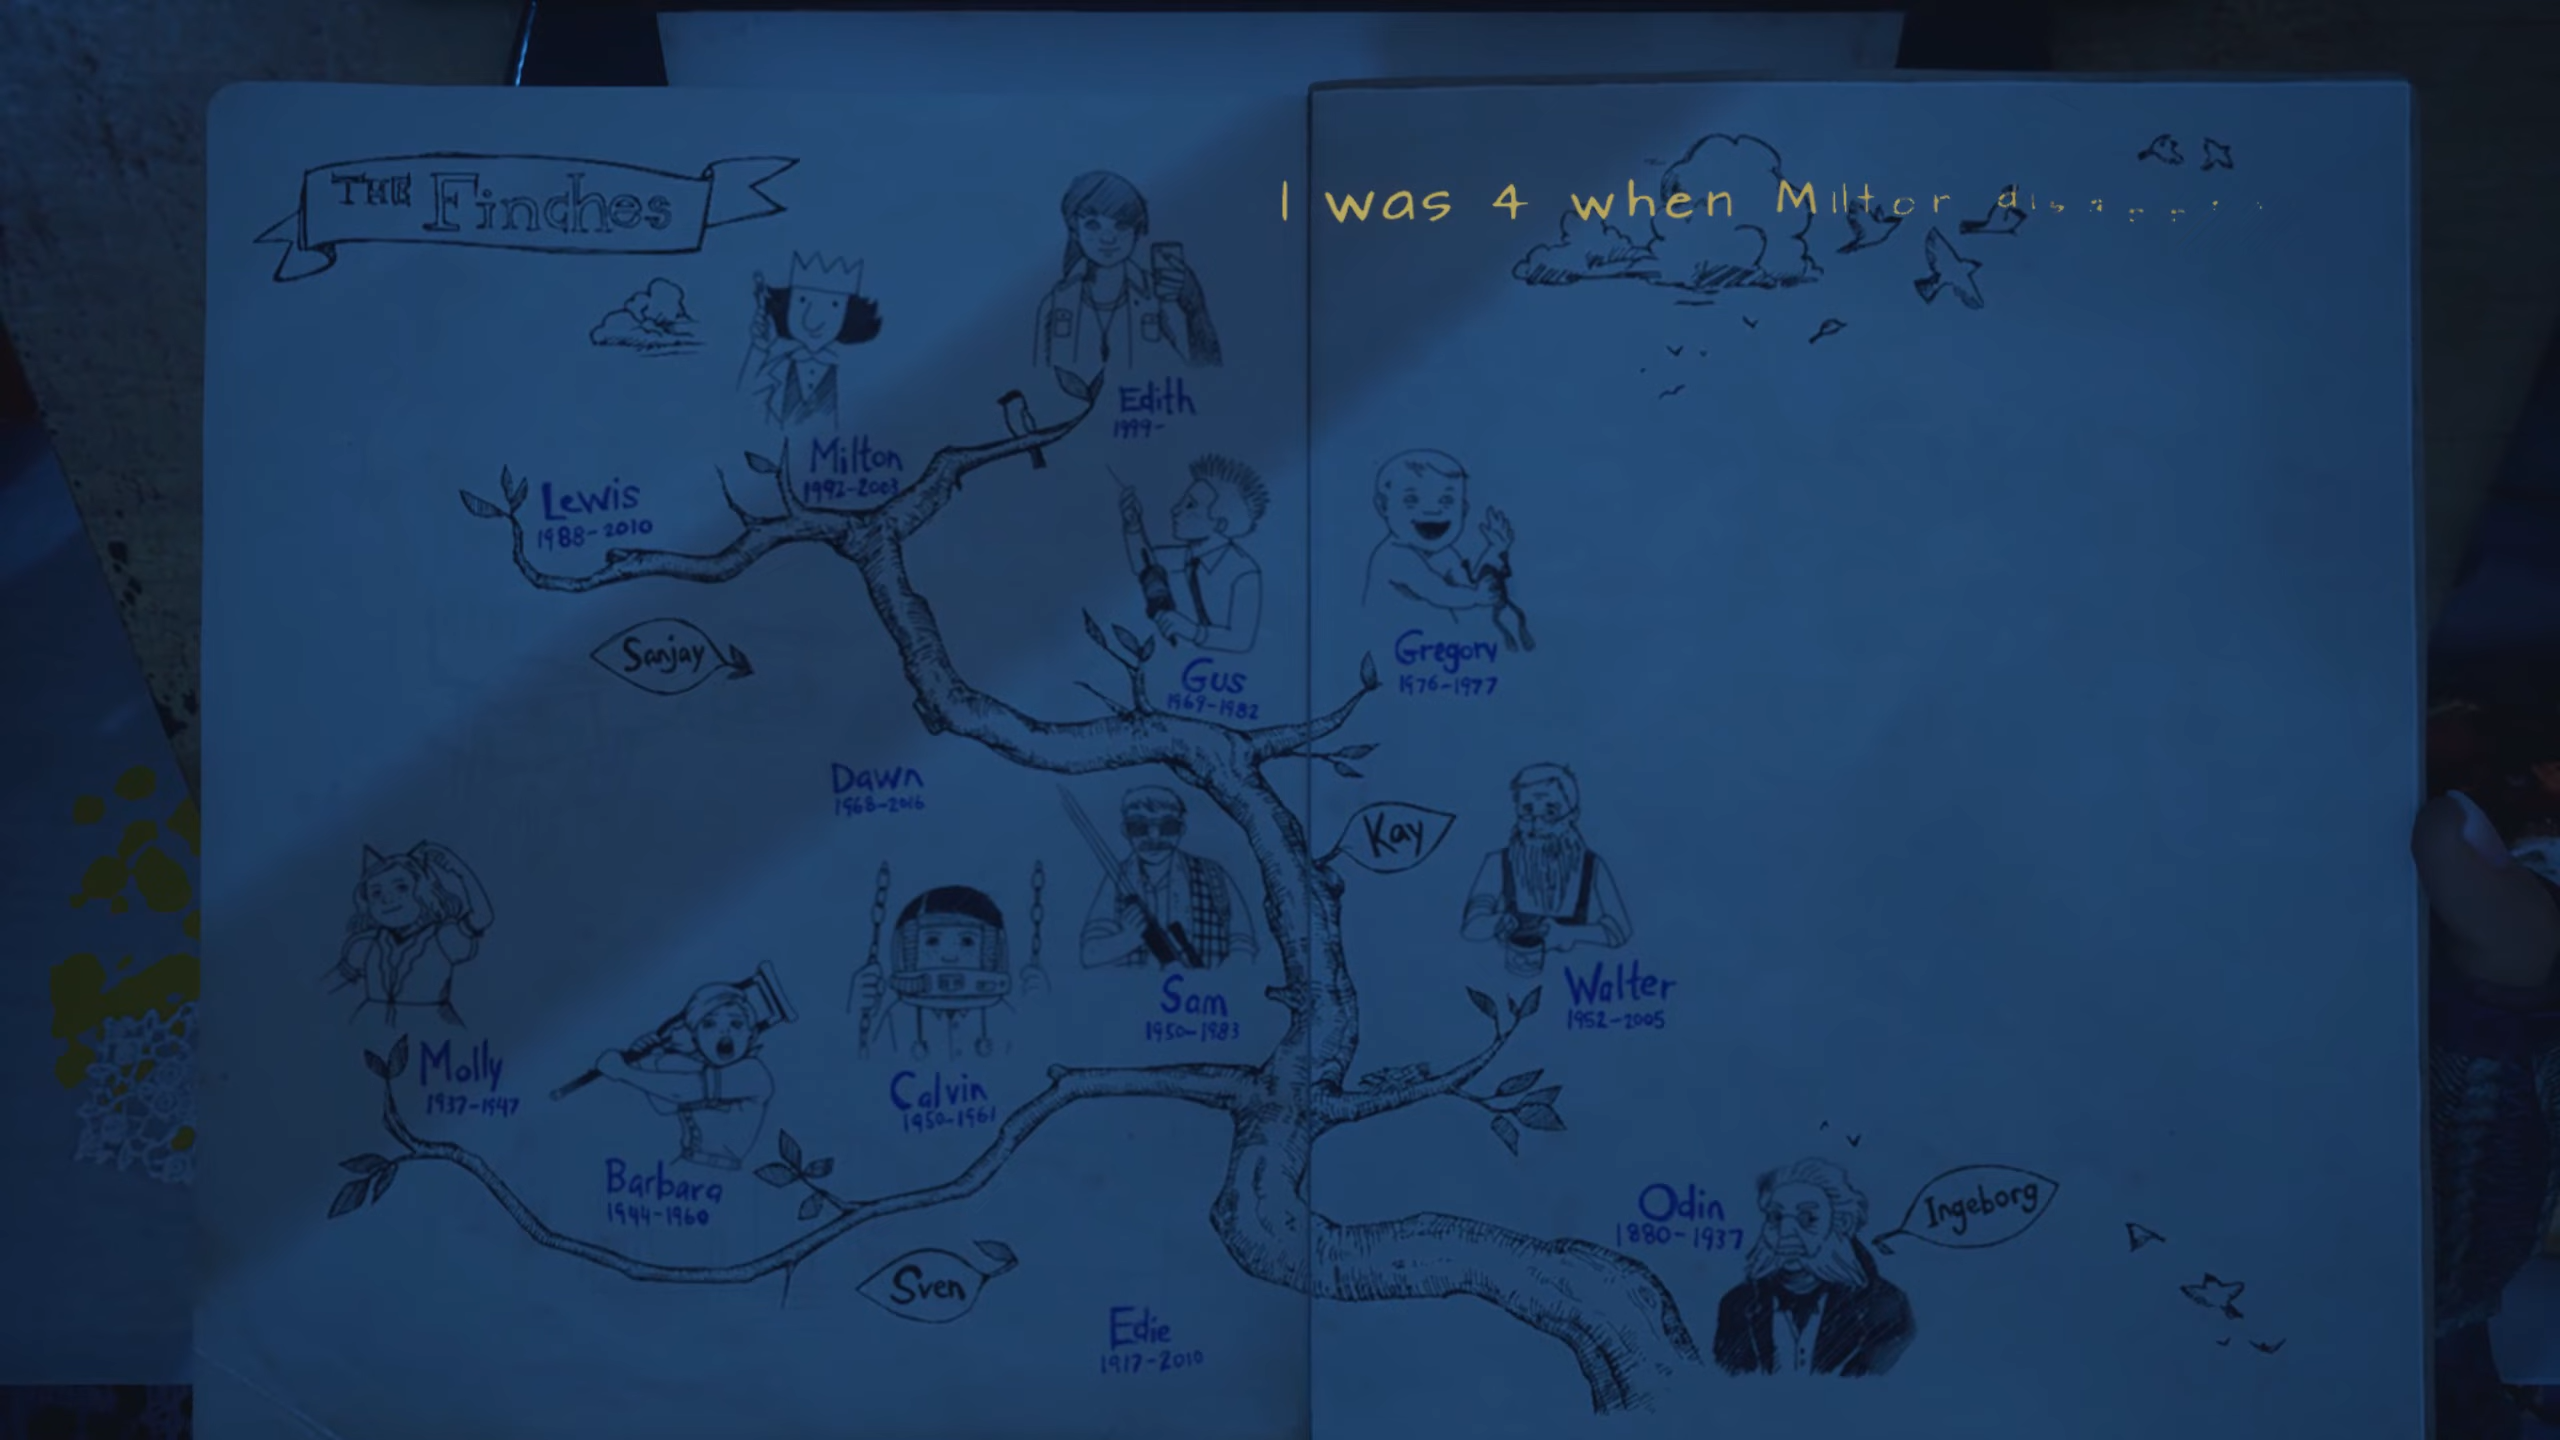 THE Finches
I was 4 when Milton
Edith
1999-
Milton
1992-2003
Lewis
1988-2010
Sanjay
Gus
1969-1982
Gregory
1976-1977
Dawn
1968-2016
Kay
Sam
1950-1983
Walter
1952-2005
Molly
1937-1947
Calvin
1950-1961
Barbara
1944-1960
Odin
1880-1937
Ingeborg
Sven
Edie
1917-2010